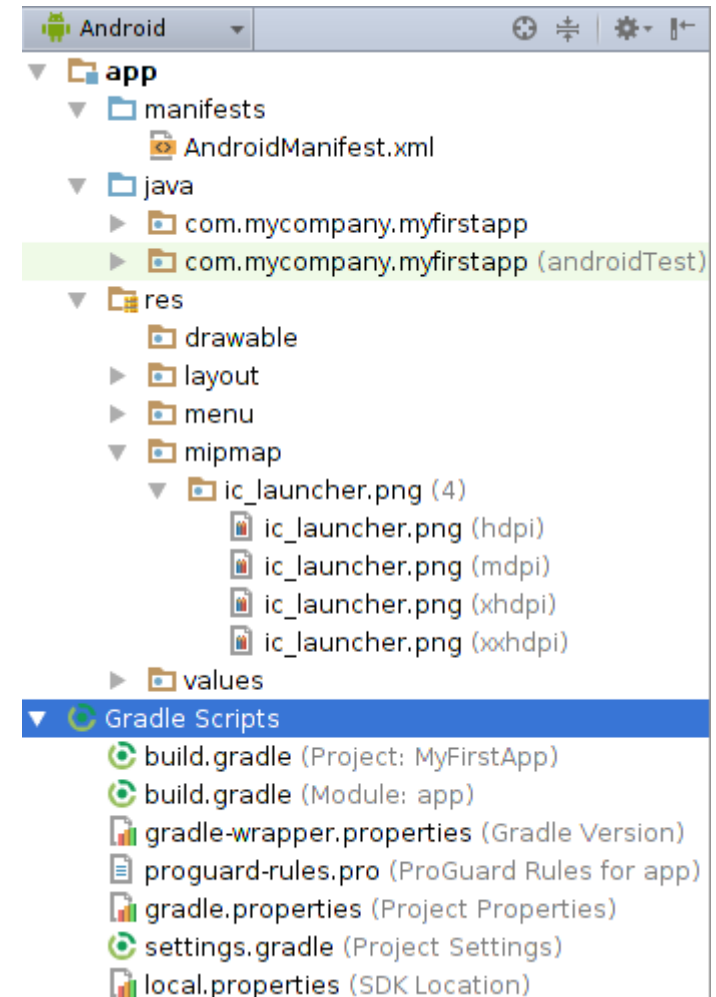 Android
app
manifests
AndroidManifest.xml
java
com.mycompany.myfirstapp
com.mycompany.myfirstapp (androidTest)
res
drawable
layout
menu
mipmap
ic_launcher.png (4)
ic_launcher.png (hdpi)
ic_launcher.png (mdpi)
ic_launcher.png (xhdpi)
ic_launcher.png (xxhdpi)
values
Gradle Scripts
build.gradle (Project: MyFirstApp)
build.gradle (Module: app)
gradle-wrapper.properties (Gradle Version)
proguard-rules.pro (ProGuard Rules for app)
gradle.properties (Project Properties)
settings.gradle (Project Settings)
local.properties (SDK Location)